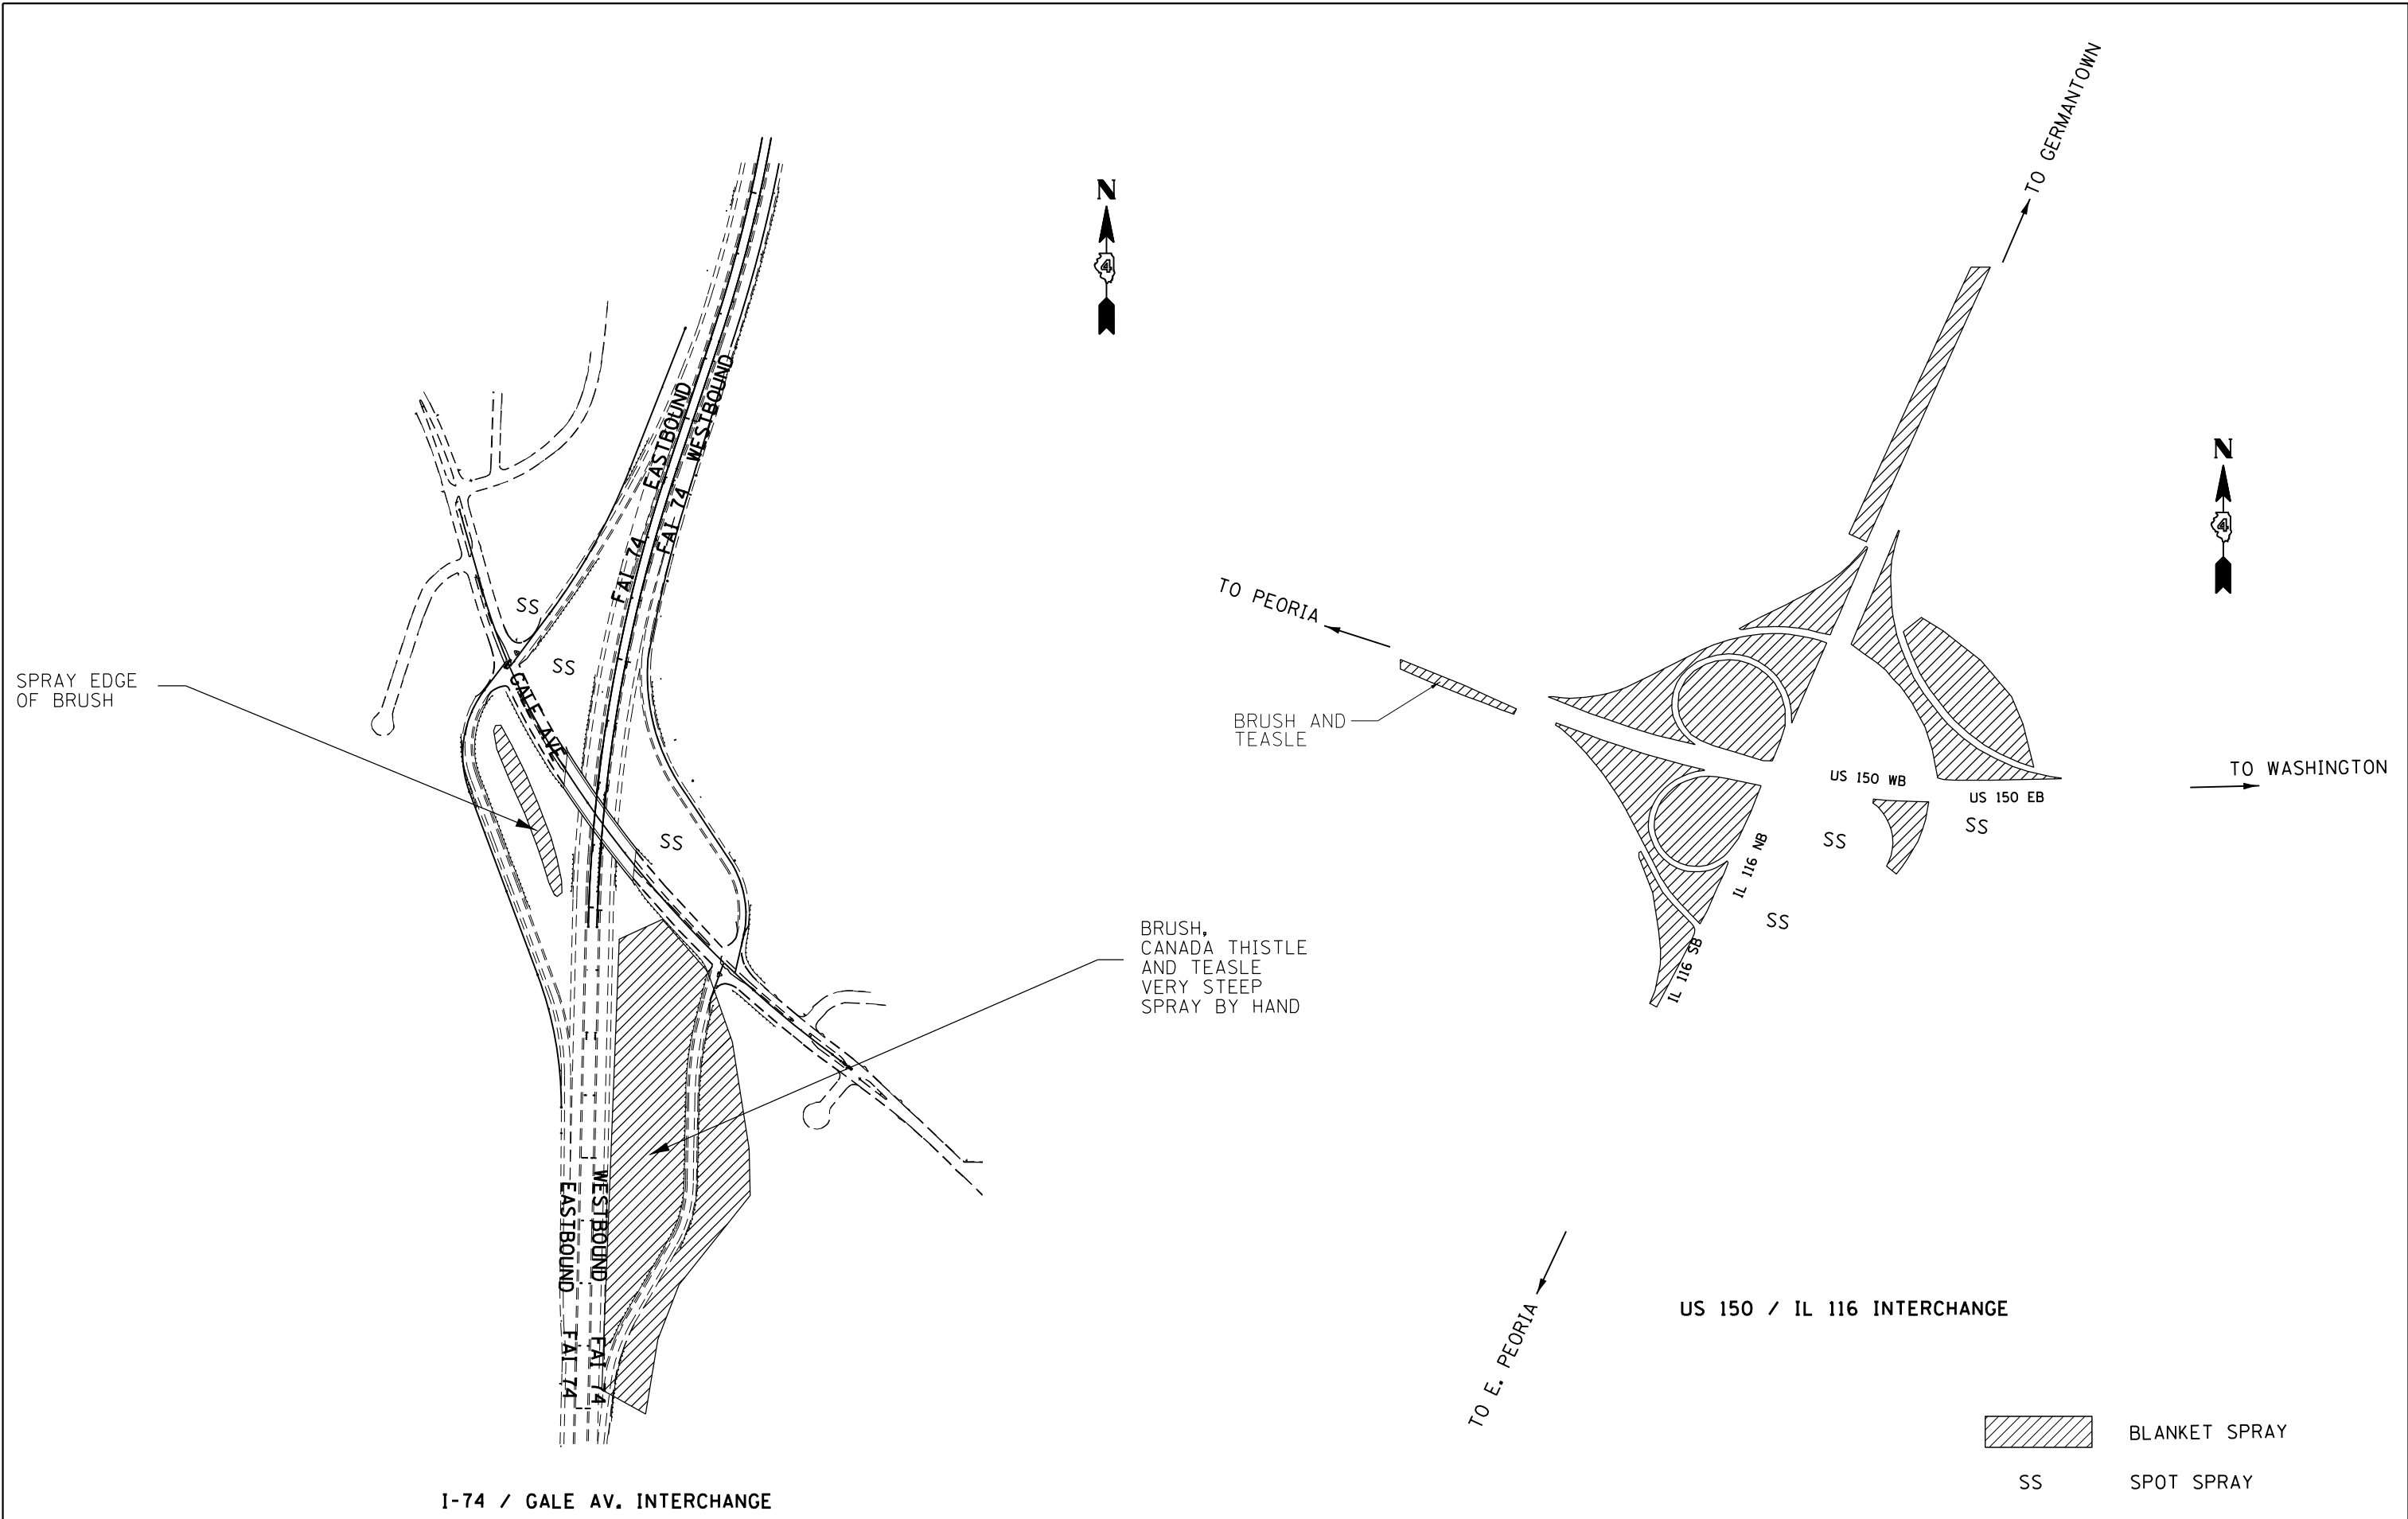 N
4
FAI 74 EASTBOUND
FAI 74 WESTBOUND
SS
SS
GALE AVE
SPRAY EDGE
OF BRUSH
SS
BRUSH,
CANADA THISTLE
AND TEASLE
VERY STEEP
SPRAY BY HAND
WESTBOUND FAI 74
EASTBOUND FAI 74
I-74 / GALE AV. INTERCHANGE
TO GERMANTOWN
N
4
TO PEORIA
BRUSH AND
TEASLE
US 150 WB
US 150 EB
TO WASHINGTON
SS
SS
IL 116 NB
SS
IL 116 SB
TO E. PEORIA
US 150 / IL 116 INTERCHANGE
BLANKET SPRAY
SS SPOT SPRAY